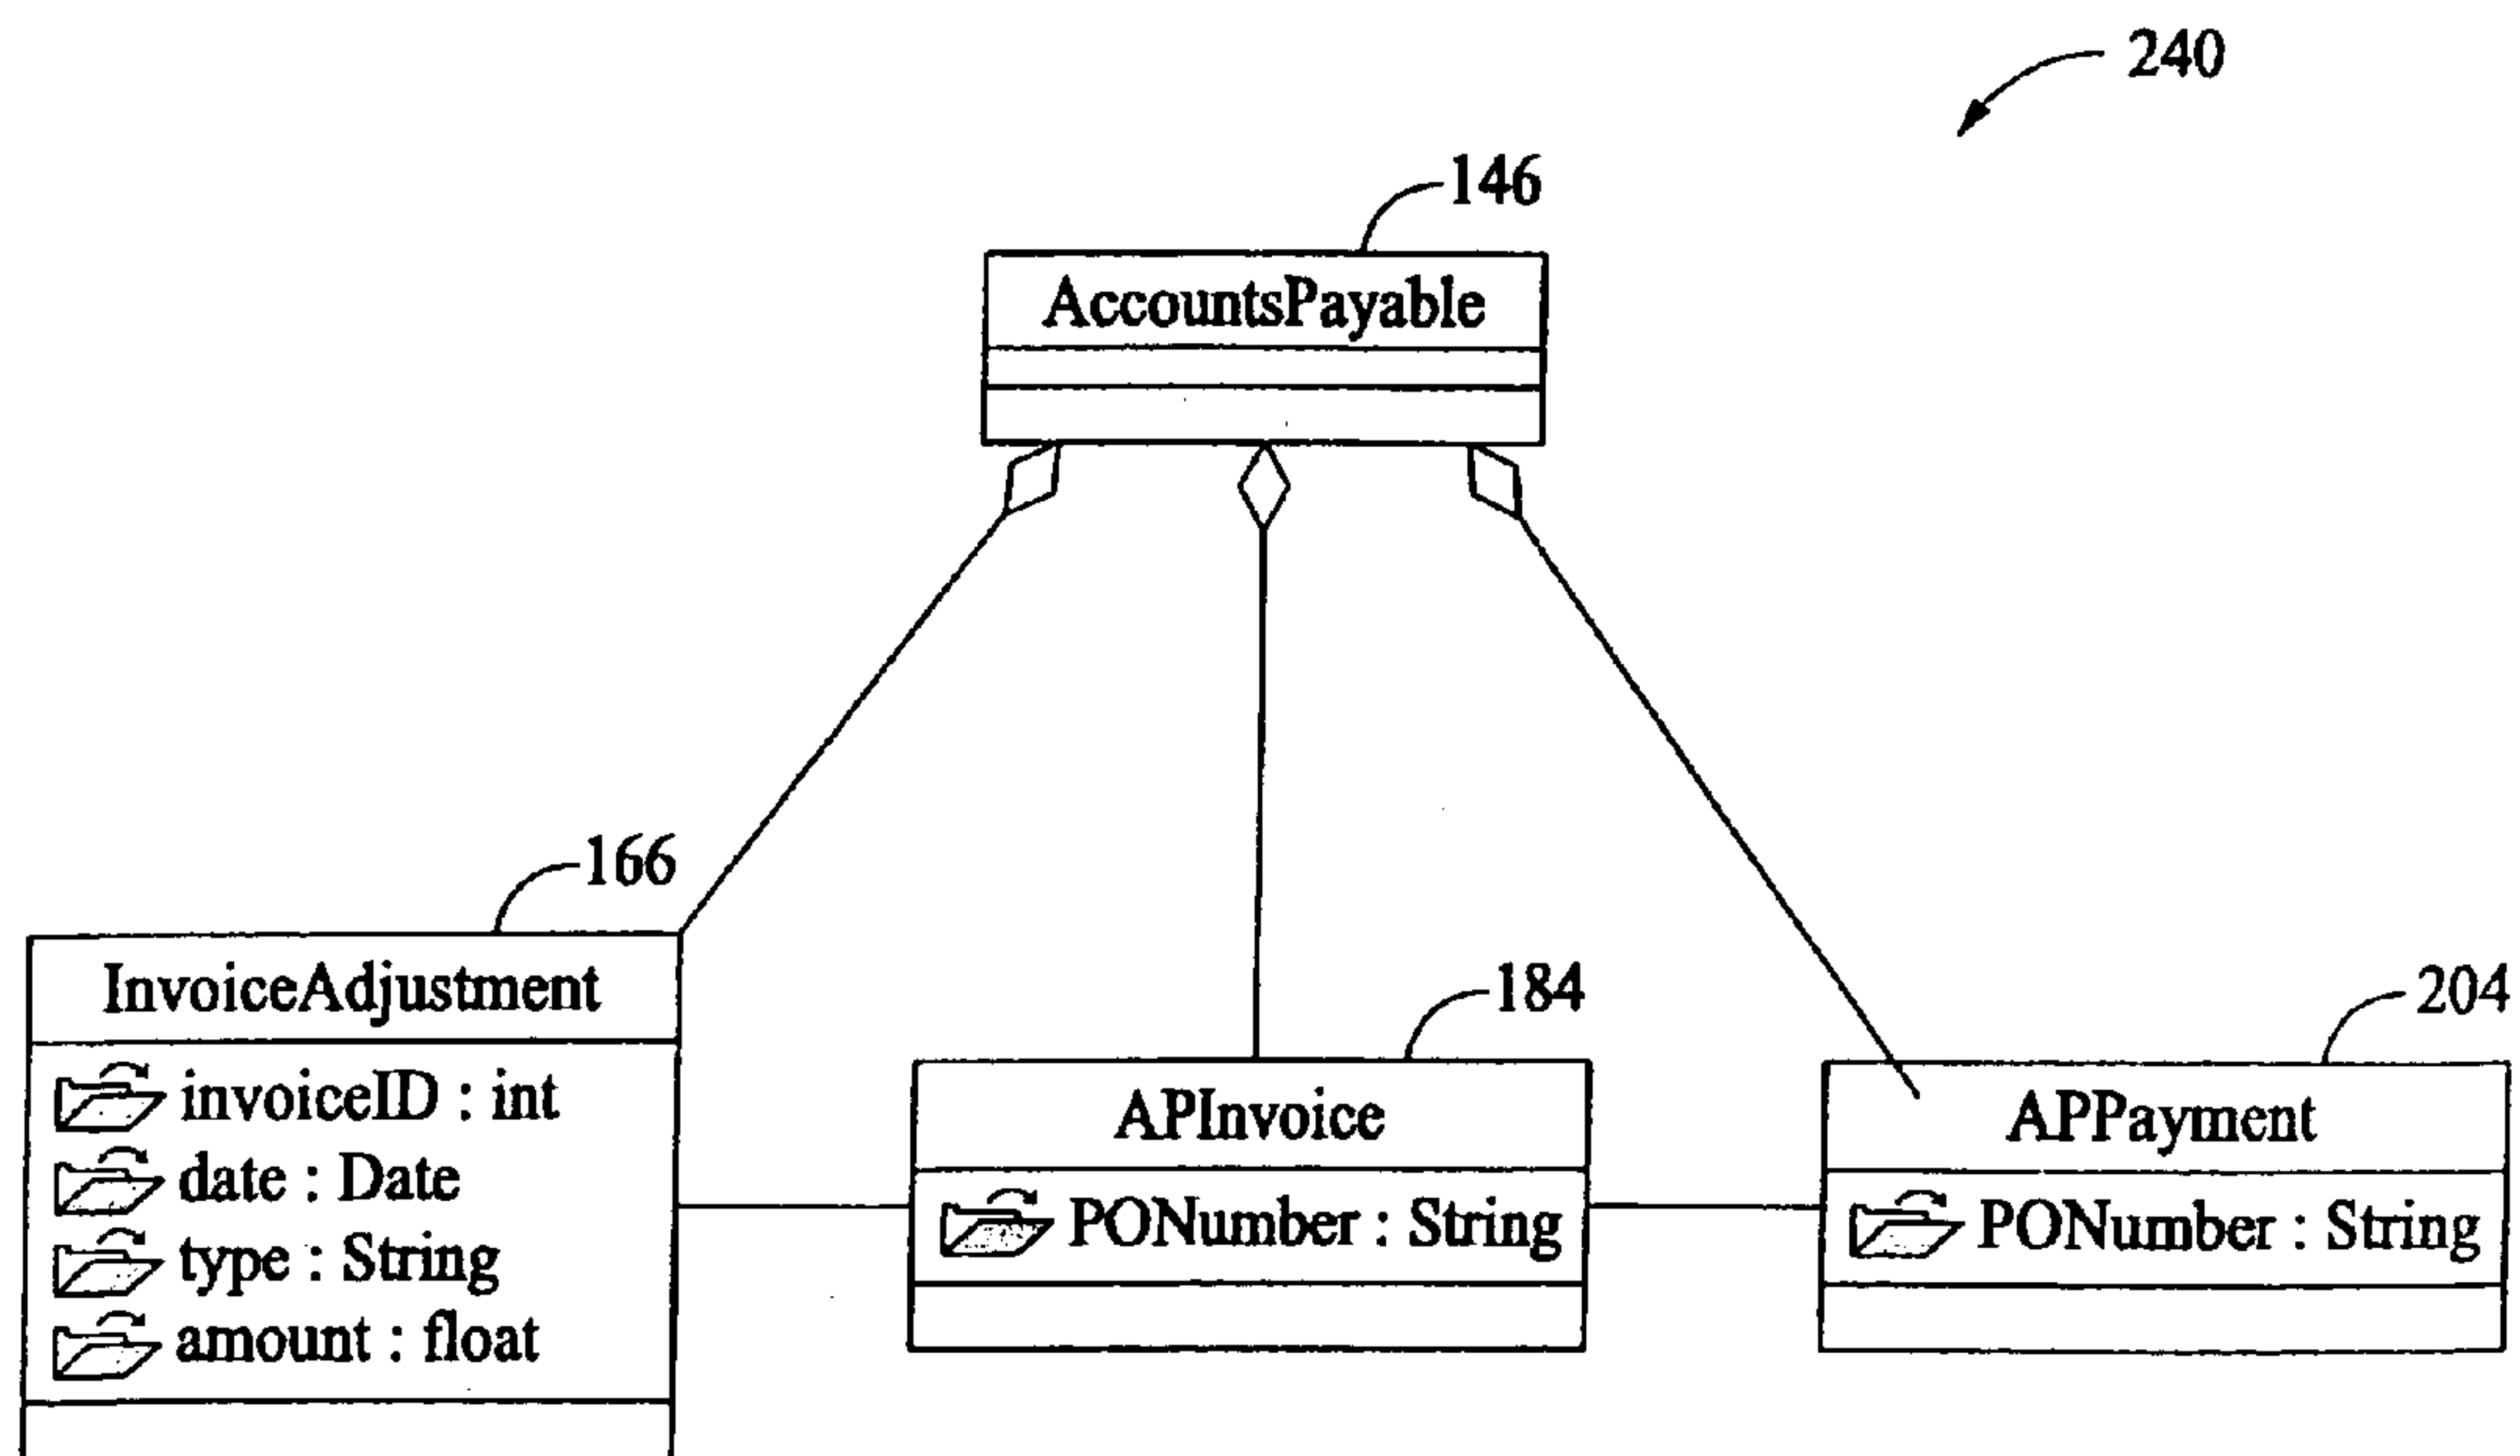 240
146
AccountsPayable
166
InvoiceAdjustment
invoiceID : int
date : Date
type : String
amount : float
184
APInvoice
PONumber : String
204
APPayment
PONumber : String